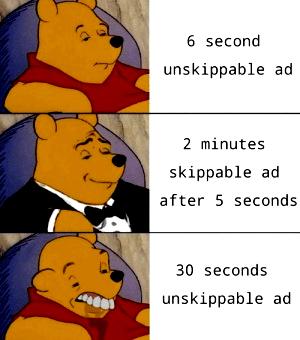 6 second
unskippable ad
2 minutes
skippable ad
after 5 seconds
30 seconds
unskippable ad